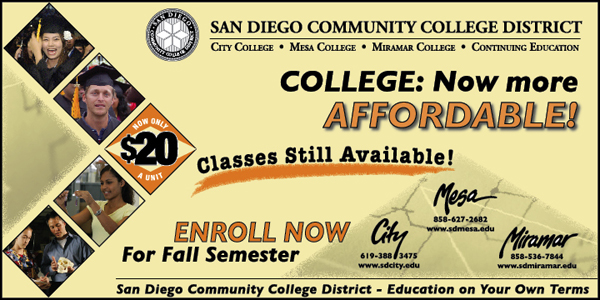 SAN DIEGO COMMUNITY COLLEGE DISTRICT
CITY COLLEGE • MESA COLLEGE • MIRAMAR COLLEGE • CONTINUING EDUCATION
COLLEGE: Now more
AFFORDABLE!
NOW ONLY
$20
A UNIT
Classes Still Available!
ENROLL NOW
For Fall Semester
City
619-388-3475
www.sdcity.edu
Mesa
858-627-2682
www.sdmesa.edu
Miramar
858-536-7844
www.sdmiramar.edu
San Diego Community College District - Education on Your Own Terms